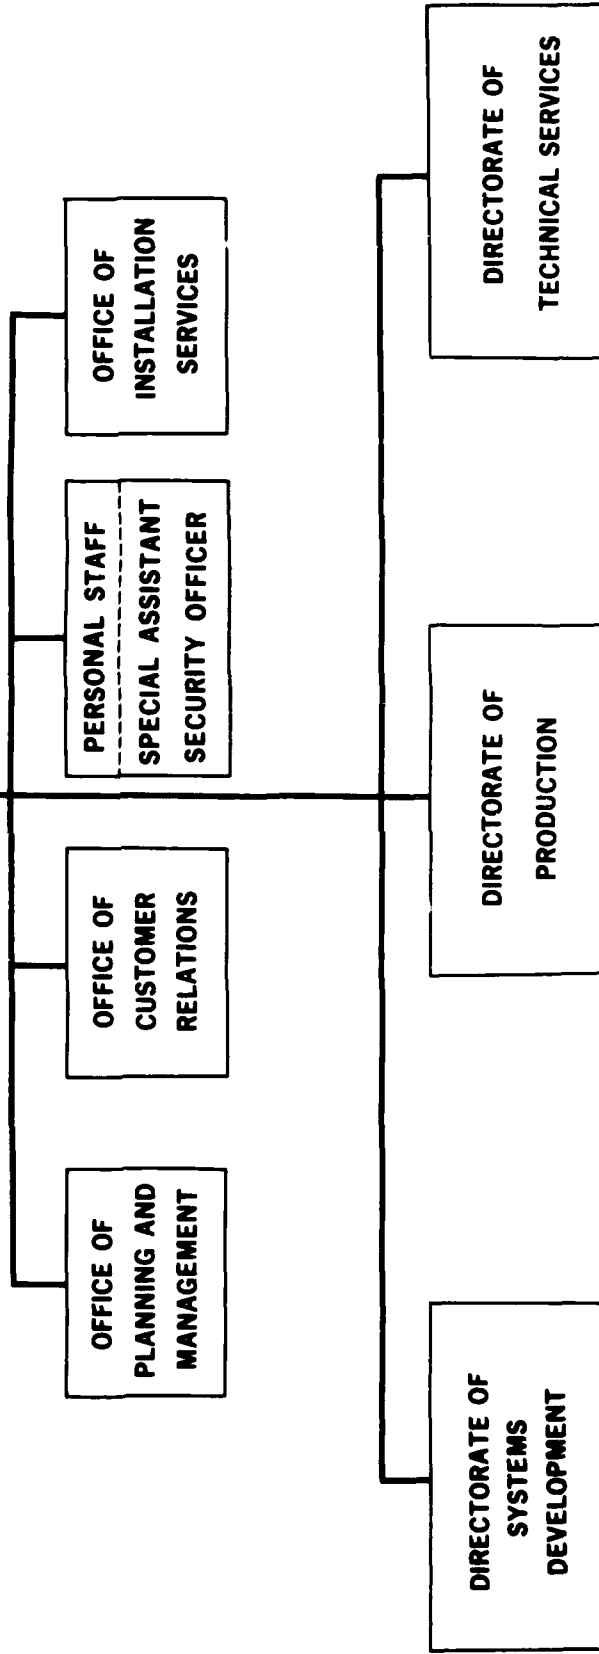 OFFICE OF
PLANNING AND
MANAGEMENT
OFFICE OF
CUSTOMER
RELATIONS
PERSONAL STAFF
SPECIAL ASSISTANT
SECURITY OFFICER
OFFICE OF
INSTALLATION
SERVICES
DIRECTORATE OF
SYSTEMS
DEVELOPMENT
DIRECTORATE OF
PRODUCTION
DIRECTORATE OF
TECHNICAL SERVICES